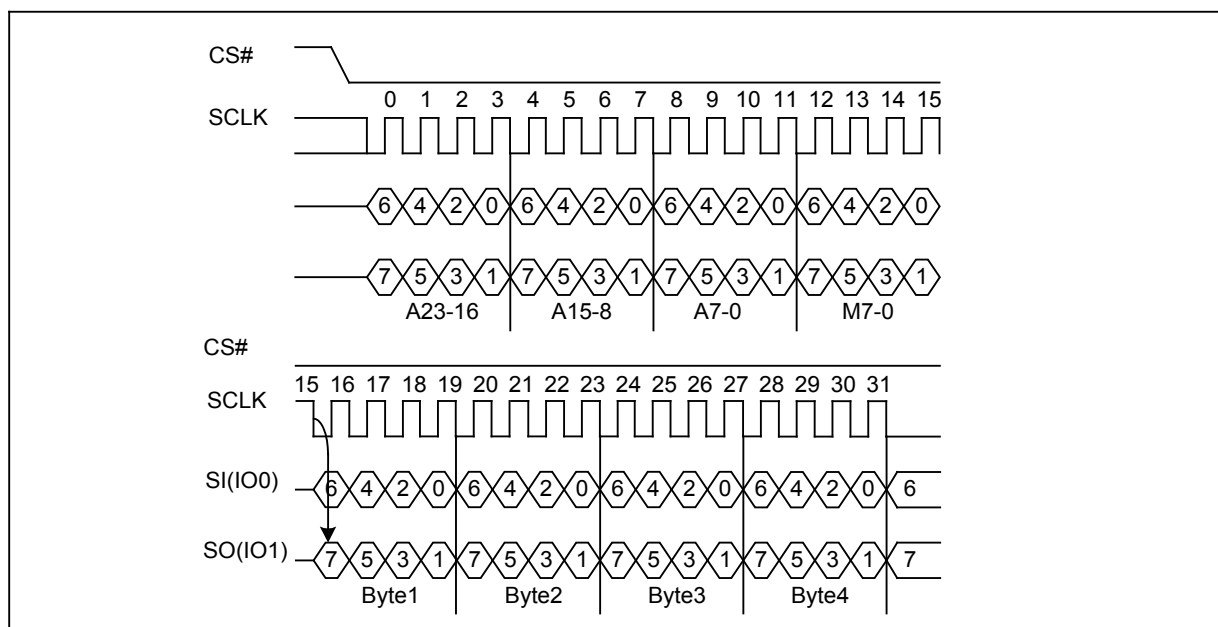 CS#
0 1 2 3 4 5 6 7 8 9 10 11 12 13 14 15
SCLK
6 4 2 0 6 4 2 0 6 4 2 0 6 4 2 0
7 5 3 1 7 5 3 1 7 5 3 1 7 5 3 1
A23-16 A15-8 A7-0 M7-0
CS#
15 16 17 18 19 20 21 22 23 24 25 26 27 28 29 30 31
SCLK
SI(IO0) 6 4 2 0 6 4 2 0 6 4 2 0 6 4 2 0 6
SO(IO1) 7 5 3 1 7 5 3 1 7 5 3 1 7 5 3 1 7
Byte1 Byte2 Byte3 Byte4